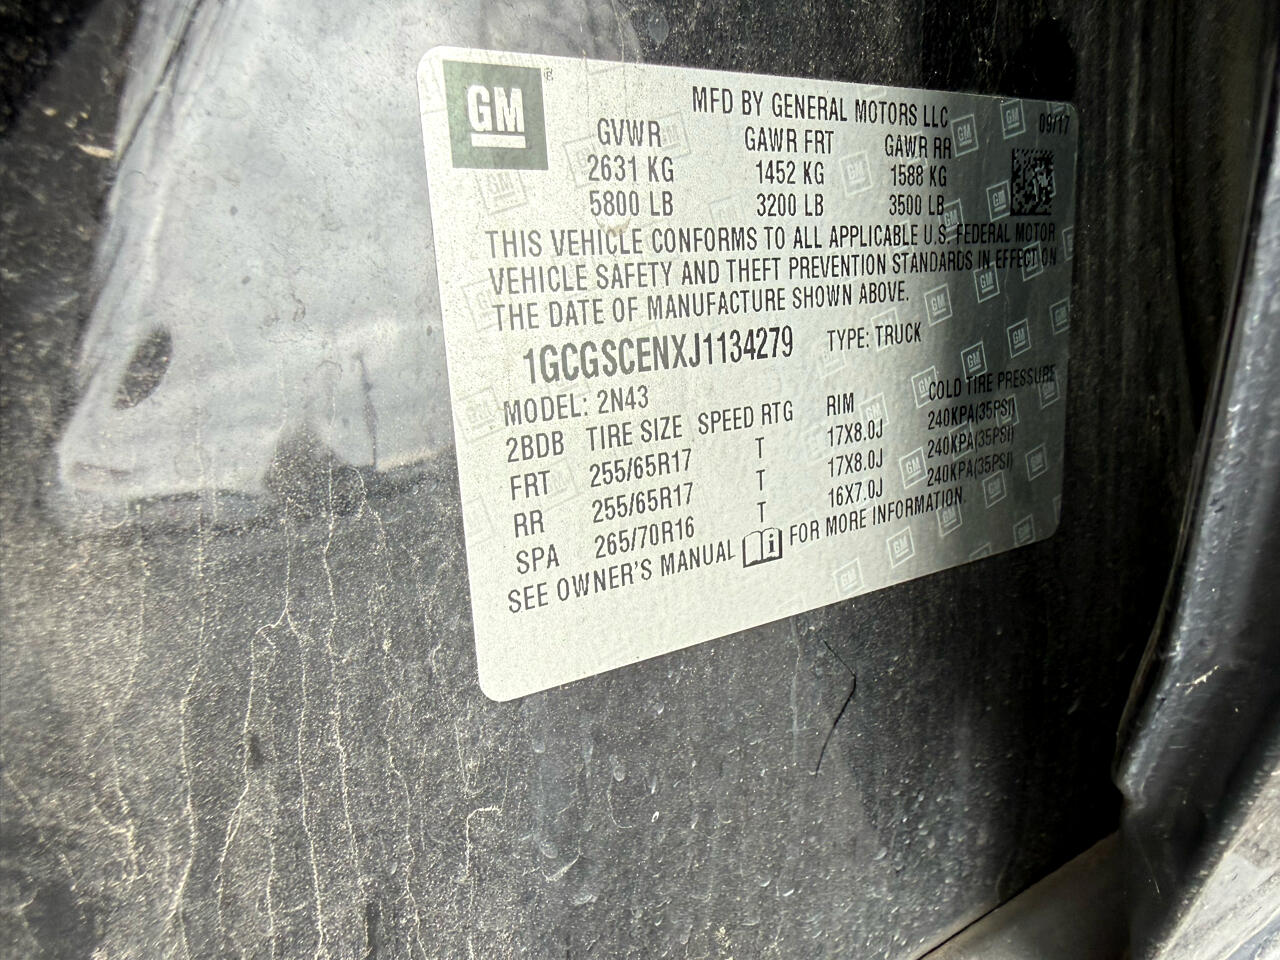 GM ®
MFD BY GENERAL MOTORS LLC 09/17
GVWR GAWR FRT GAWR RR
2631 KG 1452 KG 1588 KG
5800 LB 3200 LB 3500 LB
THIS VEHICLE CONFORMS TO ALL APPLICABLE U.S. FEDERAL MOTOR
VEHICLE SAFETY AND THEFT PREVENTION STANDARDS IN EFFECT ON
THE DATE OF MANUFACTURE SHOWN ABOVE.
1GCGSCENXJ1134279 TYPE: TRUCK
MODEL: 2N43
2BDB TIRE SIZE SPEED RTG RIM COLD TIRE PRESSURE
FRT 255/65R17 T 17X8.0J 240KPA(35PSI)
RR 255/65R17 T 17X8.0J 240KPA(35PSI)
SPA 265/70R16 T 16X7.0J 240KPA(35PSI)
SEE OWNER'S MANUAL FOR MORE INFORMATION.